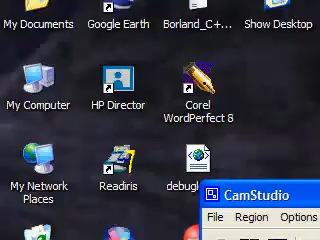 My Documents
Google Earth
Borland_C+...
Show Desktop
My Computer
HP Director
Corel
WordPerfect 8
My Network
Places
Readiris
debugl
CamStudio
File Region Options